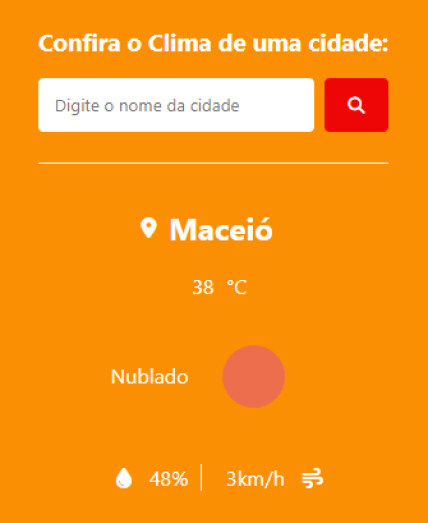 Confira o Clima de uma cidade:
Digite o nome da cidade
Maceió
38 °C
Nublado
48% 3km/h